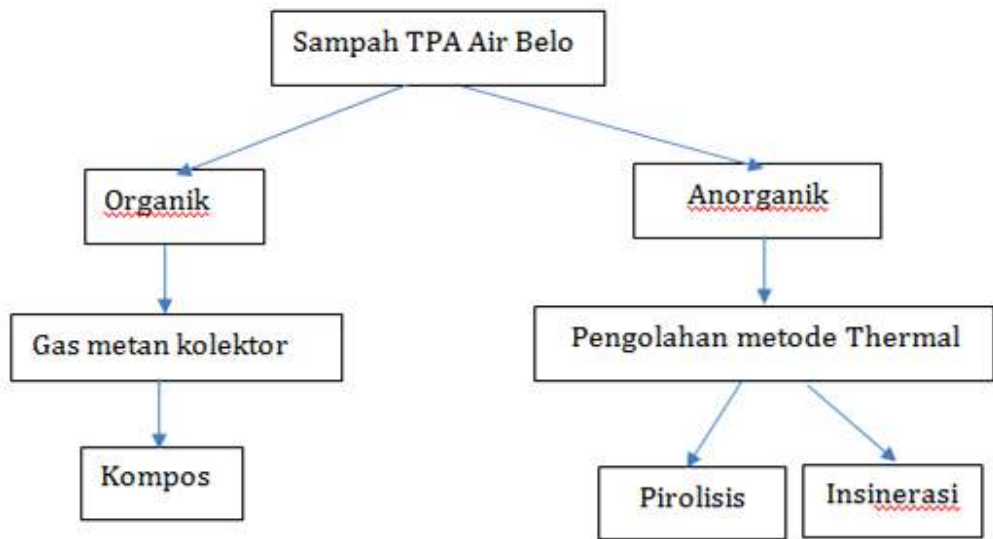 Sampah TPA Air Belo
Organik
Anorganik
Gas metan kolektor
Pengolahan metode Thermal
Kompos
Pirolisis
Insinerasi